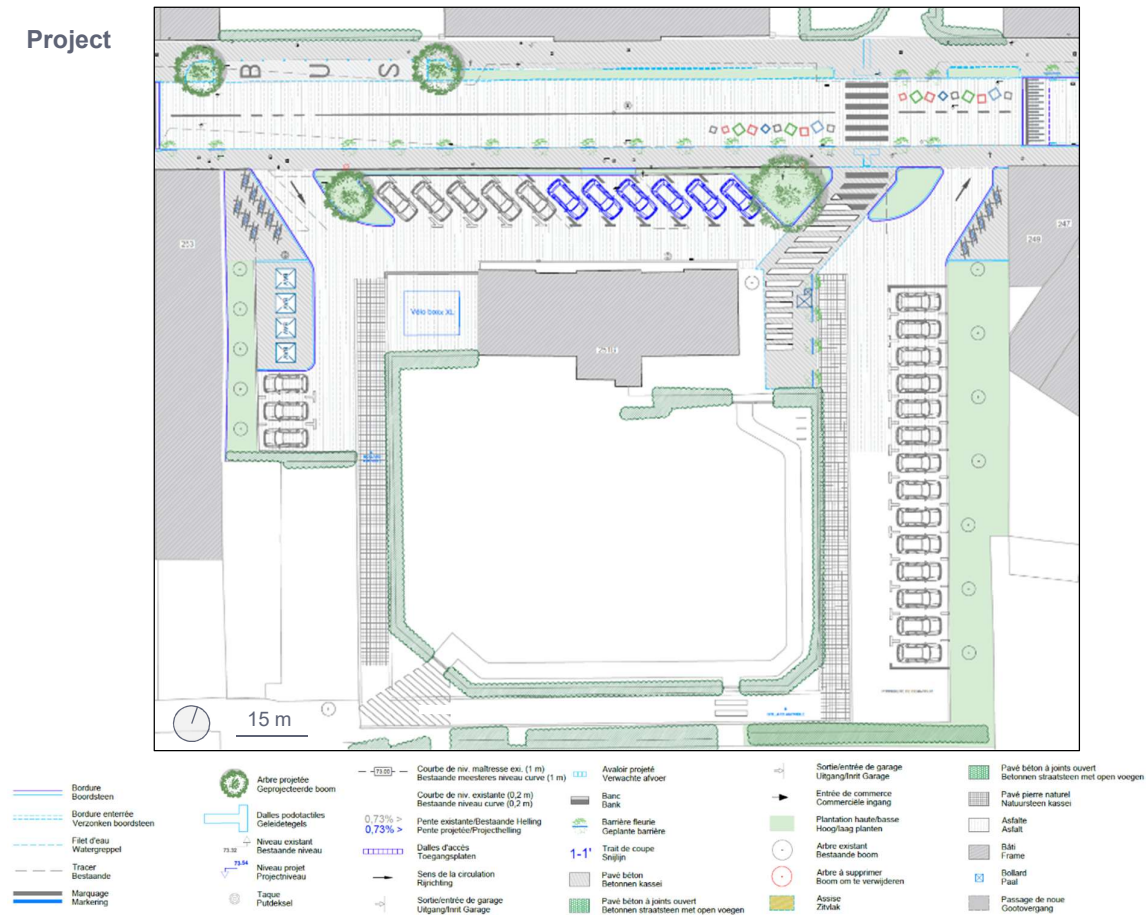 Project
B U S
253
249
247
Vélo boxx XL
15 m
Bordure
Boordsteen
Bordure enterrée
Verzonken boordsteen
Filet d'eau
Watergreppel
Tracer
Bestaande
Marquage
Markering
Arbre projetée
Geprojecteerde boom
Dalles podotactiles
Geleidetegels
Niveau existant
Bestaande niveau
73.32
Niveau projet
Projectniveau
73.54
Taque
Putdeksel
Courbe de niv. maîtresse exi. (1 m)
Bestaande meesteres niveau curve (1 m)
Courbe de niv. existante (0,2 m)
Bestaande niveau curve (0,2 m)
0,73% >
Pente existante/Bestaande Helling
0,73% >
Pente projetée/Projecthelling
Dalles d'accès
Toegangsplaten
Sens de la circulation
Rijrichting
Sortie/entrée de garage
Uitgang/Inrit Garage
Avaloir projeté
Verwachte afvoer
Banc
Bank
Barrière fleurie
Geplante barrière
1-1'
Trait de coupe
Snijlijn
Pavé béton
Betonnen kassei
Pavé béton à joints ouvert
Betonnen straatsteen met open voegen
Sortie/entrée de garage
Uitgang/Inrit Garage
Entrée de commerce
Commerciële ingang
Plantation haute/basse
Hoog/laag planten
Arbre existant
Bestaande boom
Arbre à supprimer
Boom om te verwijderen
Assise
Zitvlak
Pavé béton à joints ouvert
Betonnen straatsteen met open voegen
Pavé pierre naturel
Natuursteen kassei
Asfalte
Asfalt
Bâti
Frame
Bollard
Paal
Passage de noue
Gootovergang